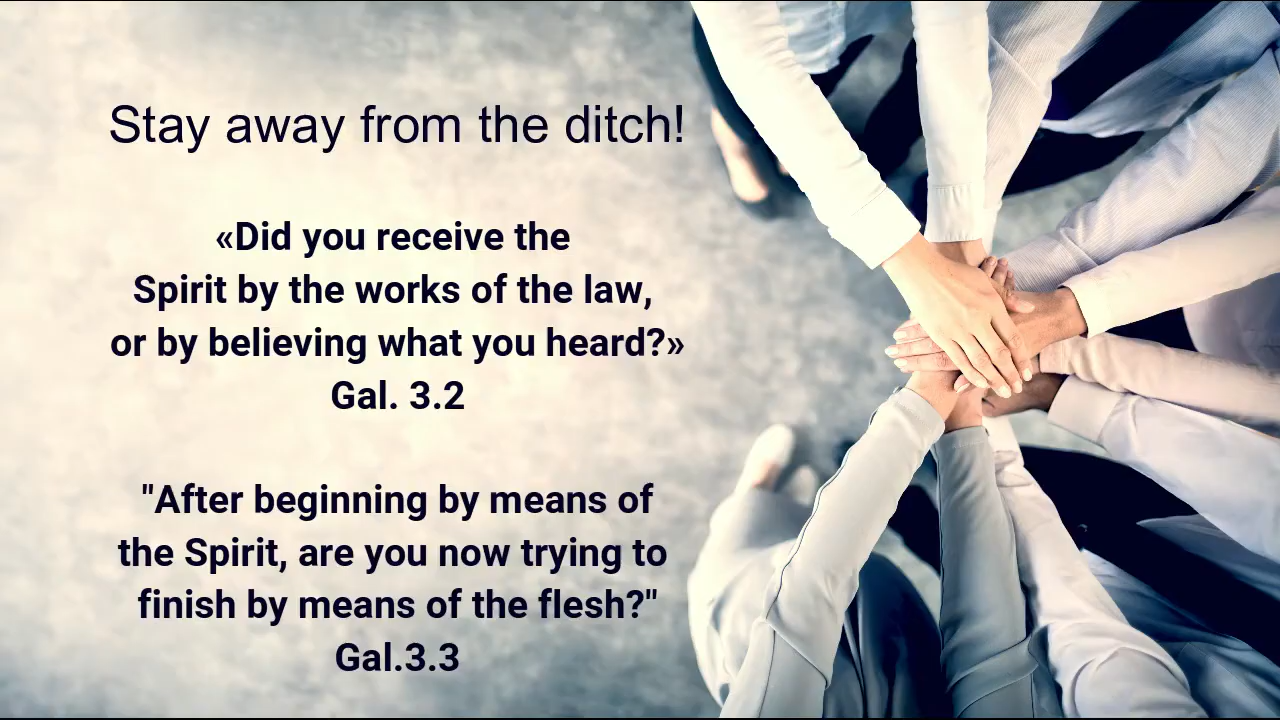 Stay away from the ditch!
«Did you receive the
Spirit by the works of the law,
or by believing what you heard?»
Gal. 3.2
"After beginning by means of
the Spirit, are you now trying to
finish by means of the flesh?"
Gal.3.3